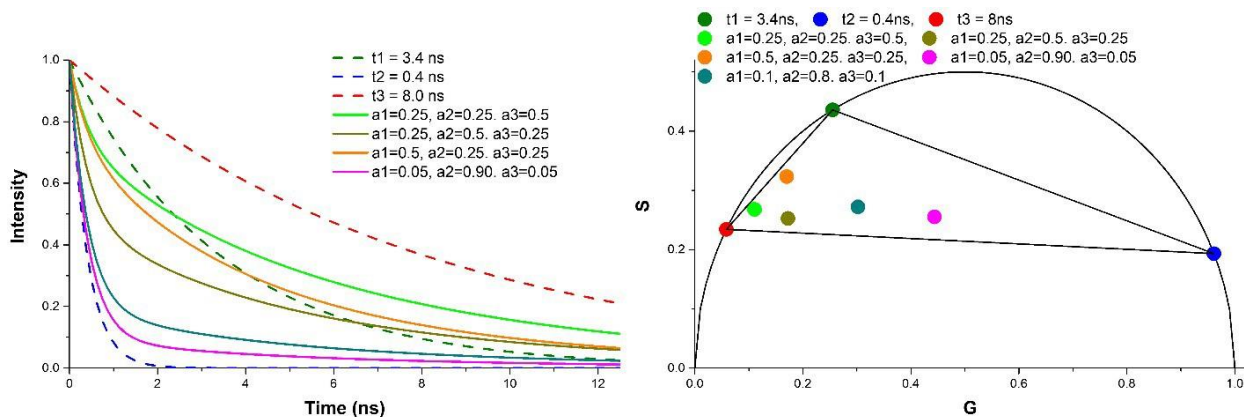 t1 = 3.4 ns
t2 = 0.4 ns
t3 = 8.0 ns
a1=0.25, a2=0.25. a3=0.5
a1=0.25, a2=0.5. a3=0.25
a1=0.5, a2=0.25. a3=0.25
a1=0.05, a2=0.90. a3=0.05
1.0
0.8
0.6
0.4
0.2
0.0
Intensity
0 2 4 6 8 10 12
Time (ns)
t1 = 3.4ns, t2 = 0.4ns, t3 = 8ns
a1=0.25, a2=0.25. a3=0.5, a1=0.25, a2=0.5. a3=0.25
a1=0.5, a2=0.25. a3=0.25, a1=0.05, a2=0.90. a3=0.05
a1=0.1, a2=0.8. a3=0.1
0.4
0.2
0.0
S
0.0 0.2 0.4 0.6 0.8 1.0
G